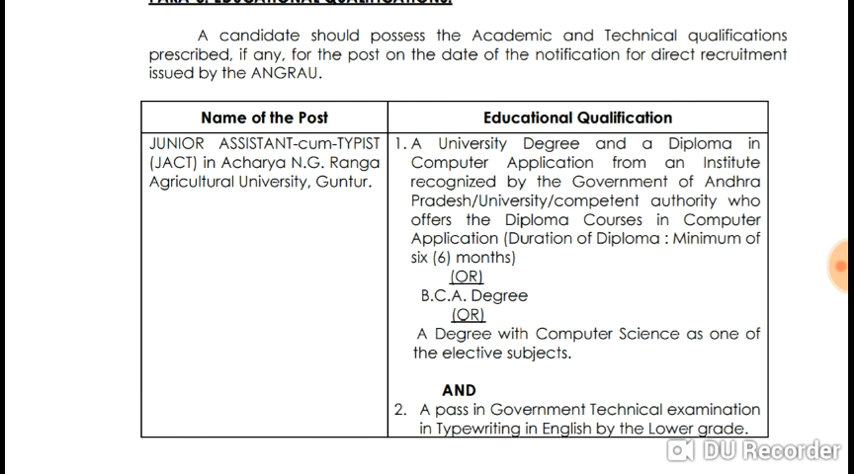 PARA-3: EDUCATIONAL QUALIFICATIONS:
A candidate should possess the Academic and Technical qualifications
prescribed, if any, for the post on the date of the notification for direct recruitment
issued by the ANGRAU.
Name of the Post
Educational Qualification
JUNIOR ASSISTANT-cum-TYPIST
(JACT) in Acharya N.G. Ranga
Agricultural University, Guntur.
1. A University Degree and a Diploma in
Computer Application from an Institute
recognized by the Government of Andhra
Pradesh/University/competent authority who
offers the Diploma Courses in Computer
Application (Duration of Diploma : Minimum of
six (6) months)
(OR)
B.C.A. Degree
(OR)
A Degree with Computer Science as one of
the elective subjects.
AND
2. A pass in Government Technical examination
in Typewriting in English by the Lower grade.
DU Recorder